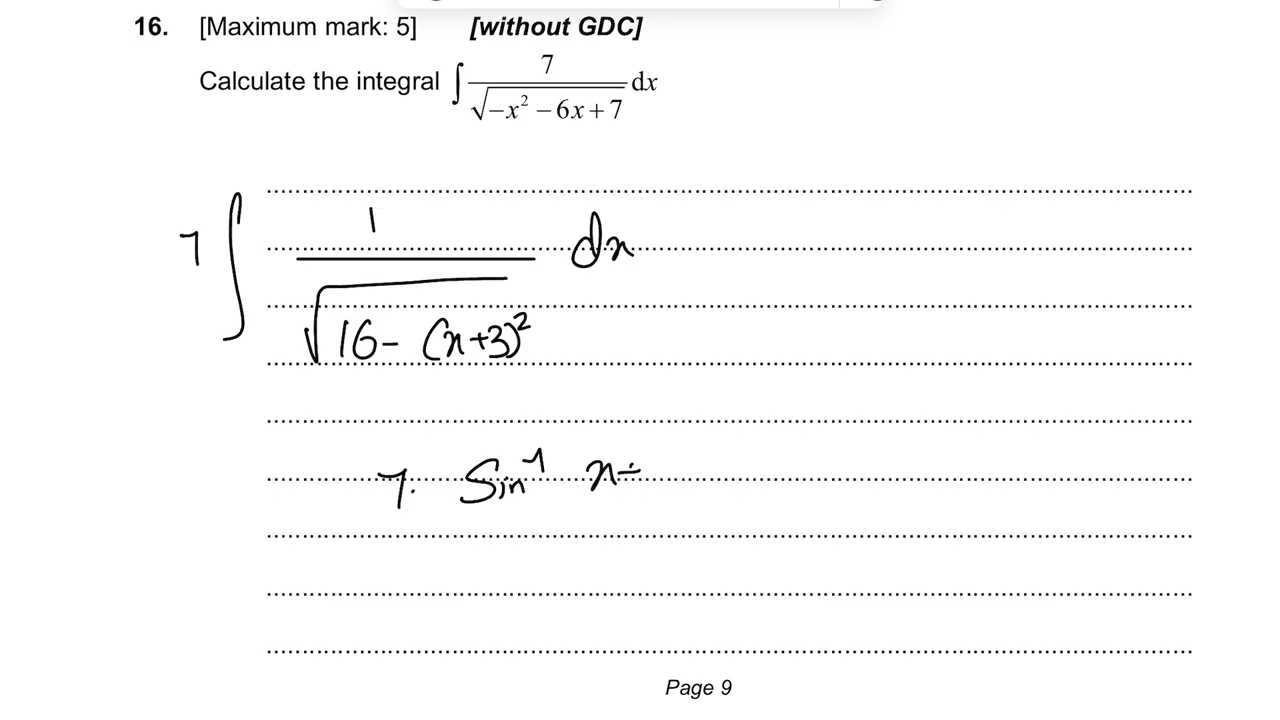 16. [Maximum mark: 5] [without GDC]
Calculate the integral ∫ 7/√(−x² − 6x + 7) dx
7 ∫ 1/√(16 − (x+3)²) dx
7. Sin⁻¹ x+
Page 9